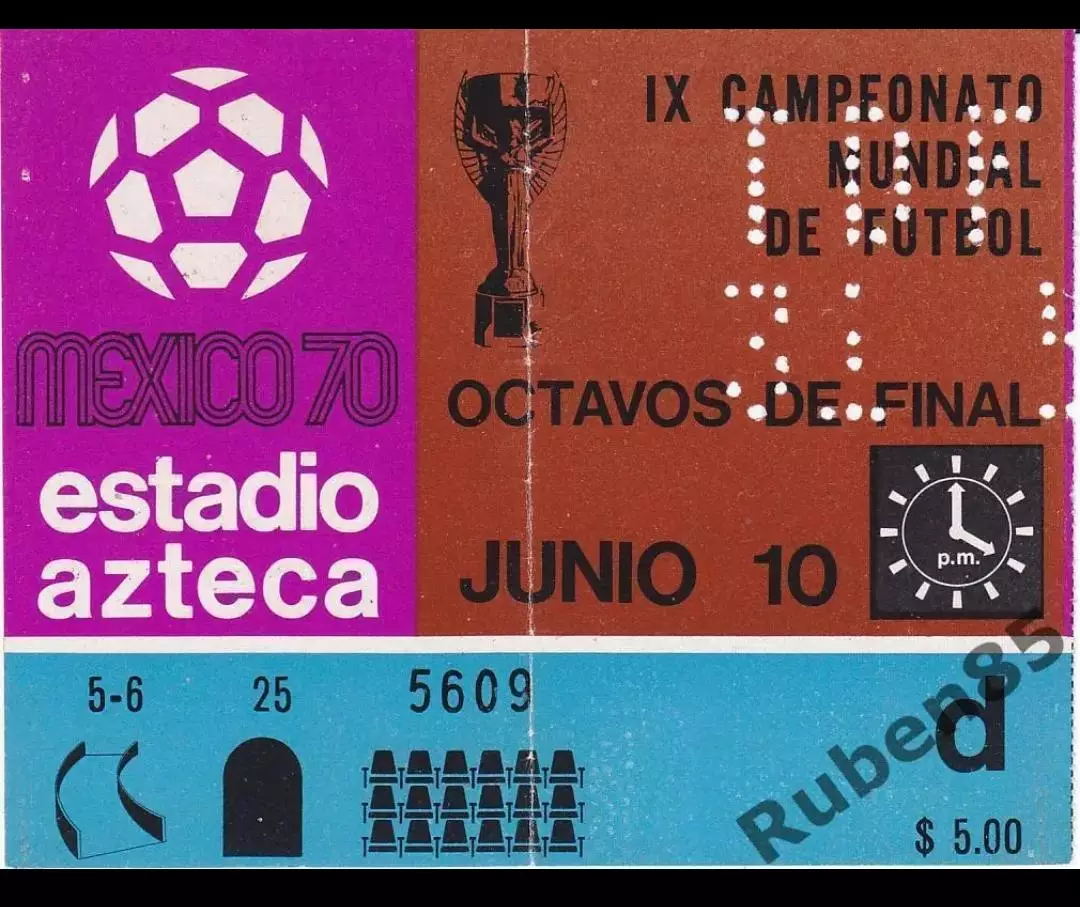 IX CAMPEONATO
MUNDIAL
DE FUTBOL
MEXICO 70
OCTAVOS DE FINAL
estadio
azteca
JUNIO 10
p.m.
5-6
25
5609
d
$ 5.00
Ruben85